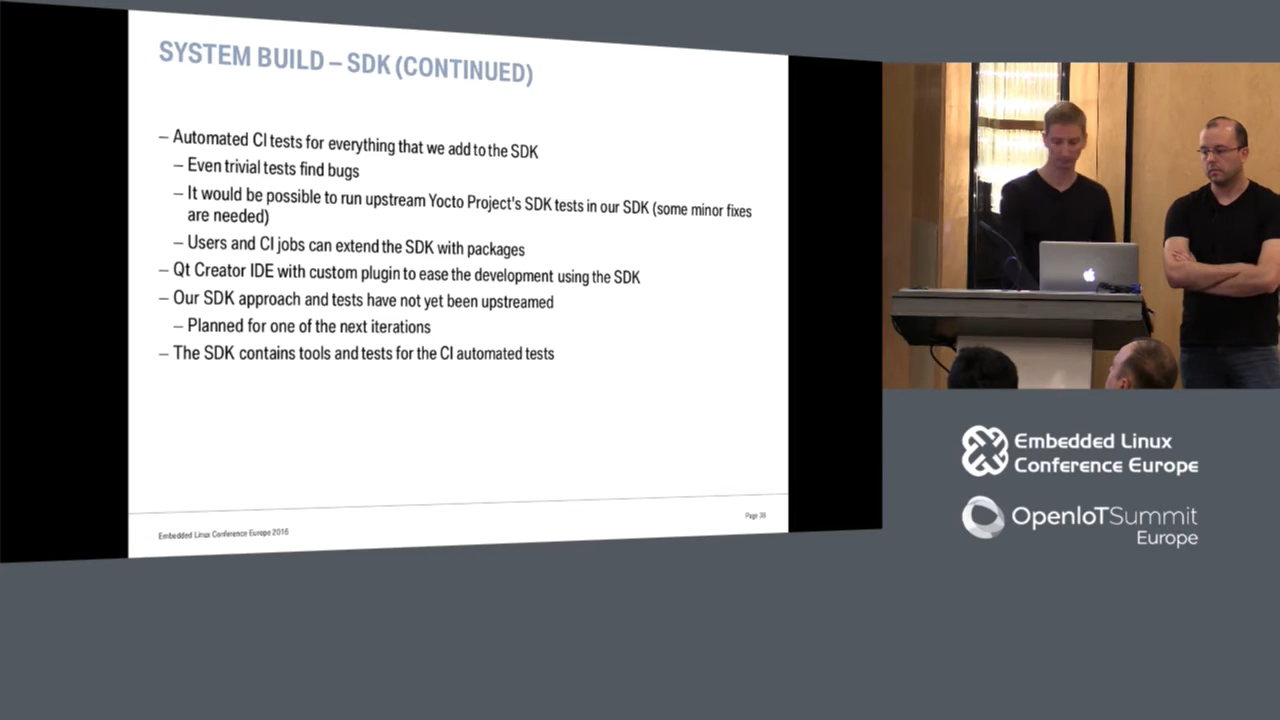 SYSTEM BUILD – SDK (CONTINUED)
– Automated CI tests for everything that we add to the SDK
– Even trivial tests find bugs
– It would be possible to run upstream Yocto Project's SDK tests in our SDK (some minor fixes
are needed)
– Users and CI jobs can extend the SDK with packages
– Qt Creator IDE with custom plugin to ease the development using the SDK
– Our SDK approach and tests have not yet been upstreamed
– Planned for one of the next iterations
– The SDK contains tools and tests for the CI automated tests
Embedded Linux Conference Europe 2016
Embedded Linux
Conference Europe
OpenIoTSummit
Europe